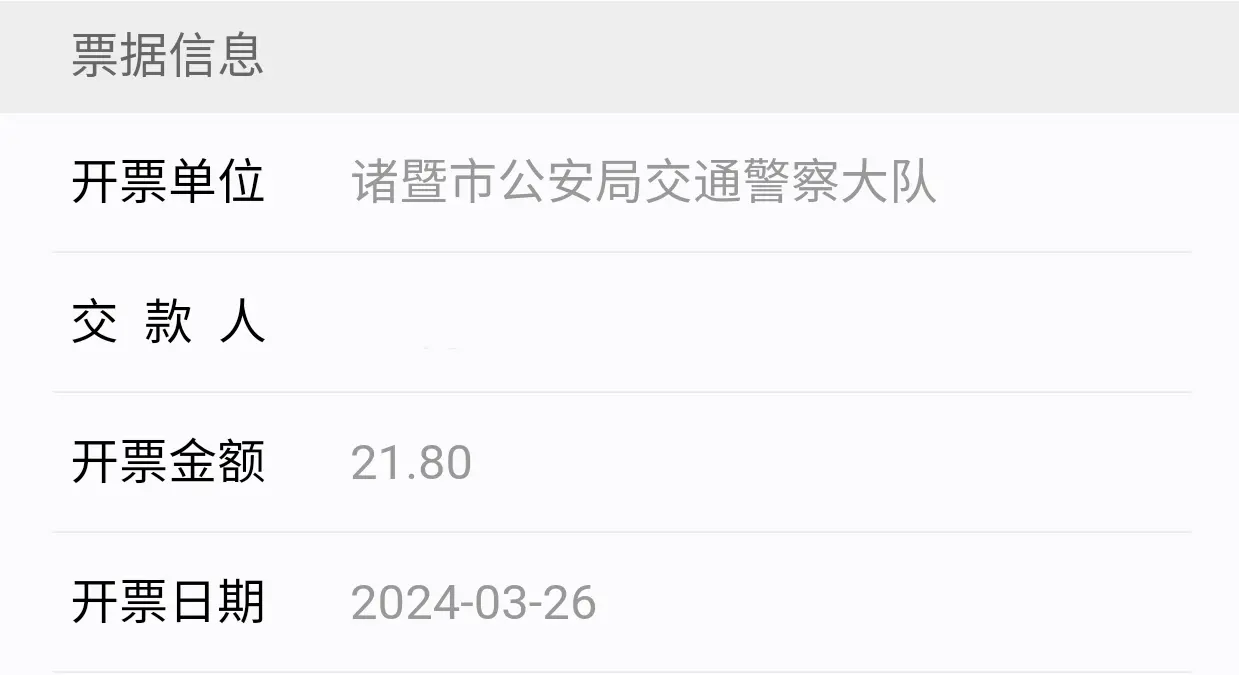 票据信息
开票单位 诸暨市公安局交通警察大队
交款人
开票金额 21.80
开票日期 2024-03-26